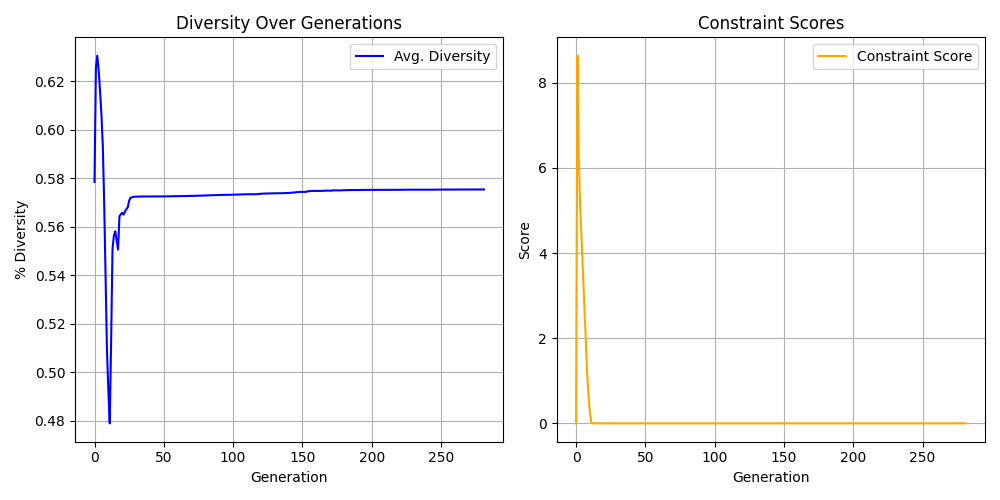 Diversity Over Generations
% Diversity
0.62
0.60
0.58
0.56
0.54
0.52
0.50
0.48
Avg. Diversity
0 50 100 150 200 250
Generation
Constraint Scores
Score
8
6
4
2
0
Constraint Score
0 50 100 150 200 250
Generation